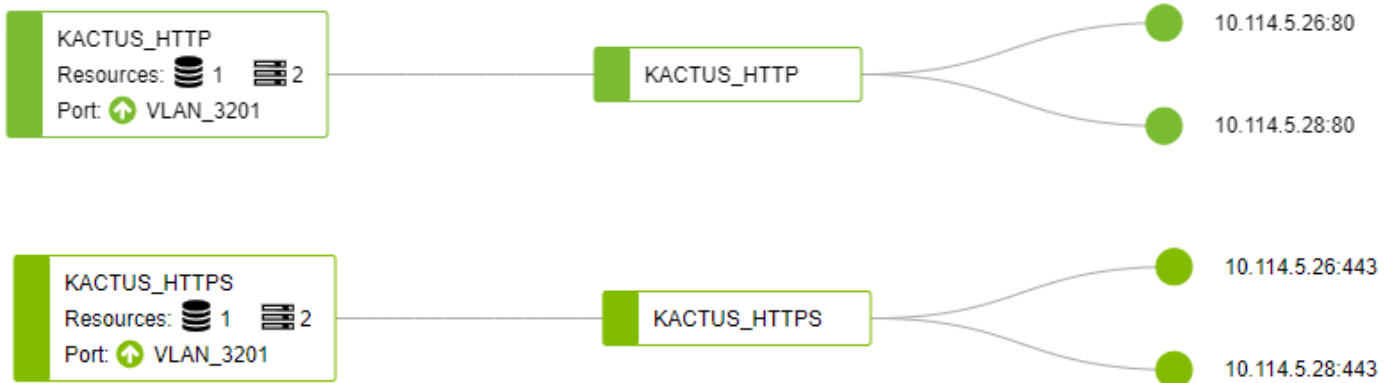 KACTUS_HTTP
Resources: 1 2
Port: VLAN_3201
KACTUS_HTTP
10.114.5.26:80
10.114.5.28:80
KACTUS_HTTPS
Resources: 1 2
Port: VLAN_3201
KACTUS_HTTPS
10.114.5.26:443
10.114.5.28:443